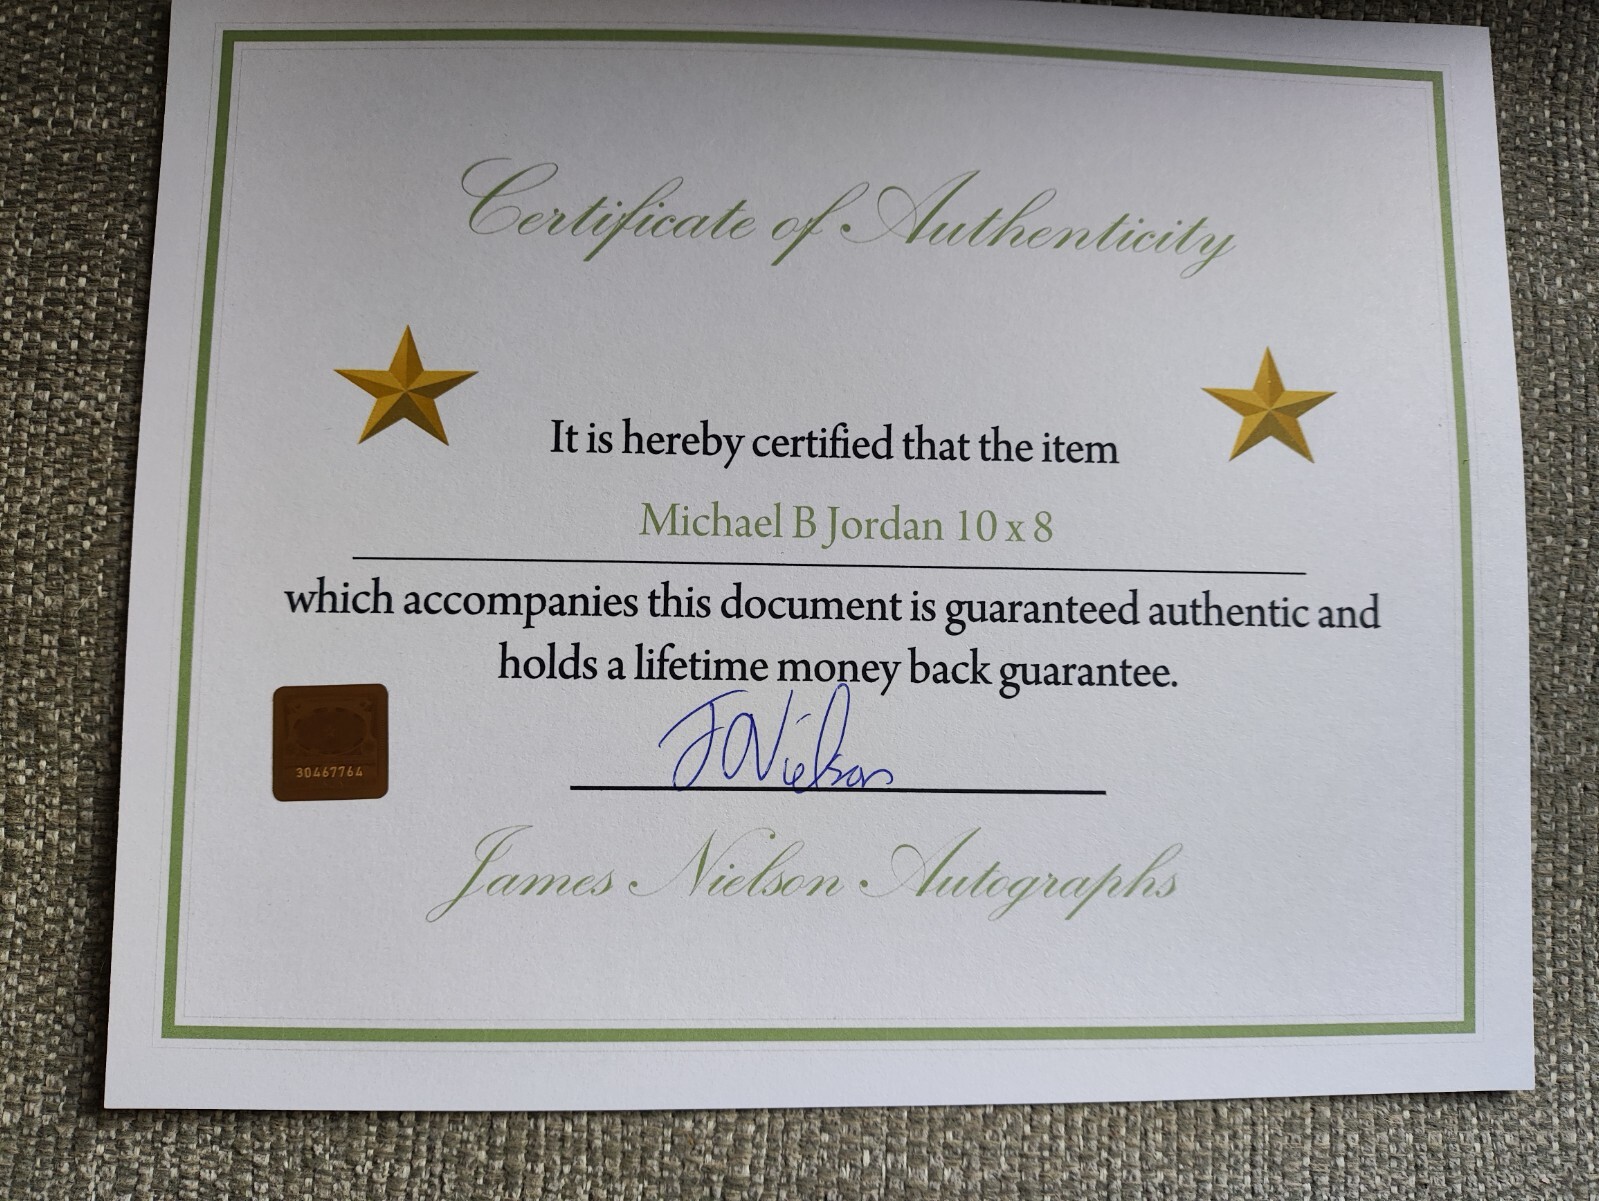 Certificate of Authenticity
It is hereby certified that the item
Michael B Jordan 10 x 8
which accompanies this document is guaranteed authentic and
holds a lifetime money back guarantee.
30467764
J Nielson
James Nielson Autographs